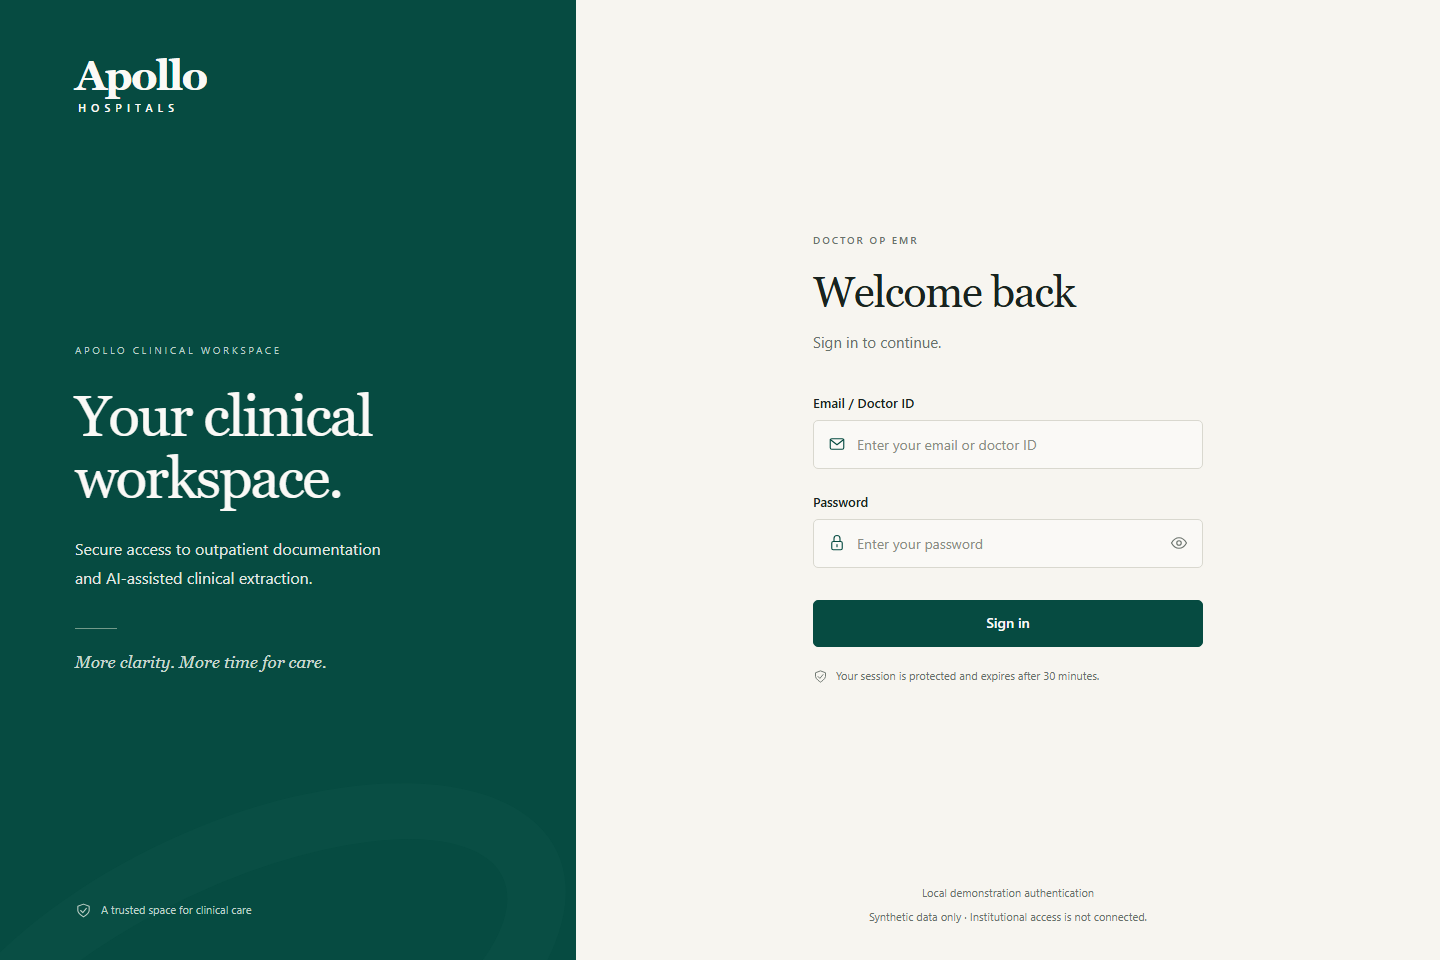 Apollo
HOSPITALS
APOLLO CLINICAL WORKSPACE
Your clinical
workspace.
Secure access to outpatient documentation
and AI-assisted clinical extraction.
More clarity. More time for care.
A trusted space for clinical care
DOCTOR OP EMR
Welcome back
Sign in to continue.
Email / Doctor ID
Enter your email or doctor ID
Password
Enter your password
Sign in
Your session is protected and expires after 30 minutes.
Local demonstration authentication
Synthetic data only · Institutional access is not connected.